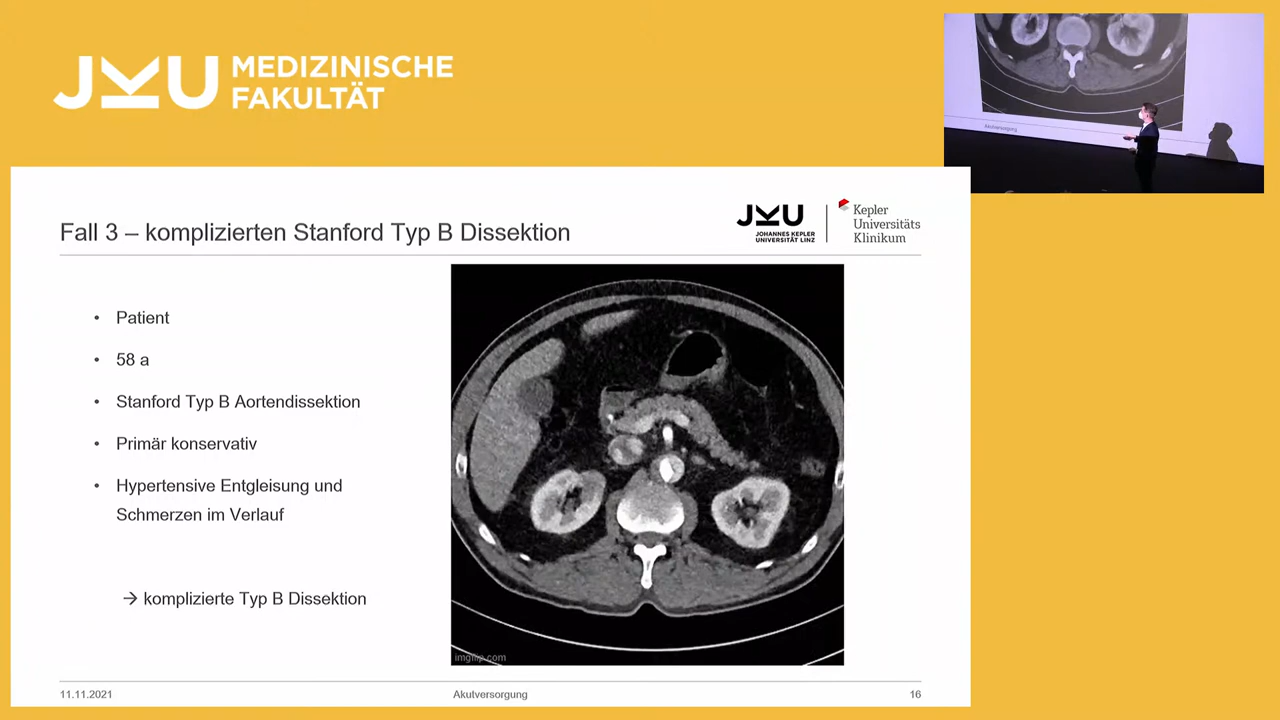 JKU MEDIZINISCHE
FAKULTÄT
Akutversorgung
Fall 3 – komplizierten Stanford Typ B Dissektion
JKU
JOHANNES KEPLER
UNIVERSITÄT LINZ
Kepler
Universitäts
Klinikum
• Patient
• 58 a
• Stanford Typ B Aortendissektion
• Primär konservativ
• Hypertensive Entgleisung und
Schmerzen im Verlauf
→ komplizierte Typ B Dissektion
imgflip.com
11.11.2021
Akutversorgung
16